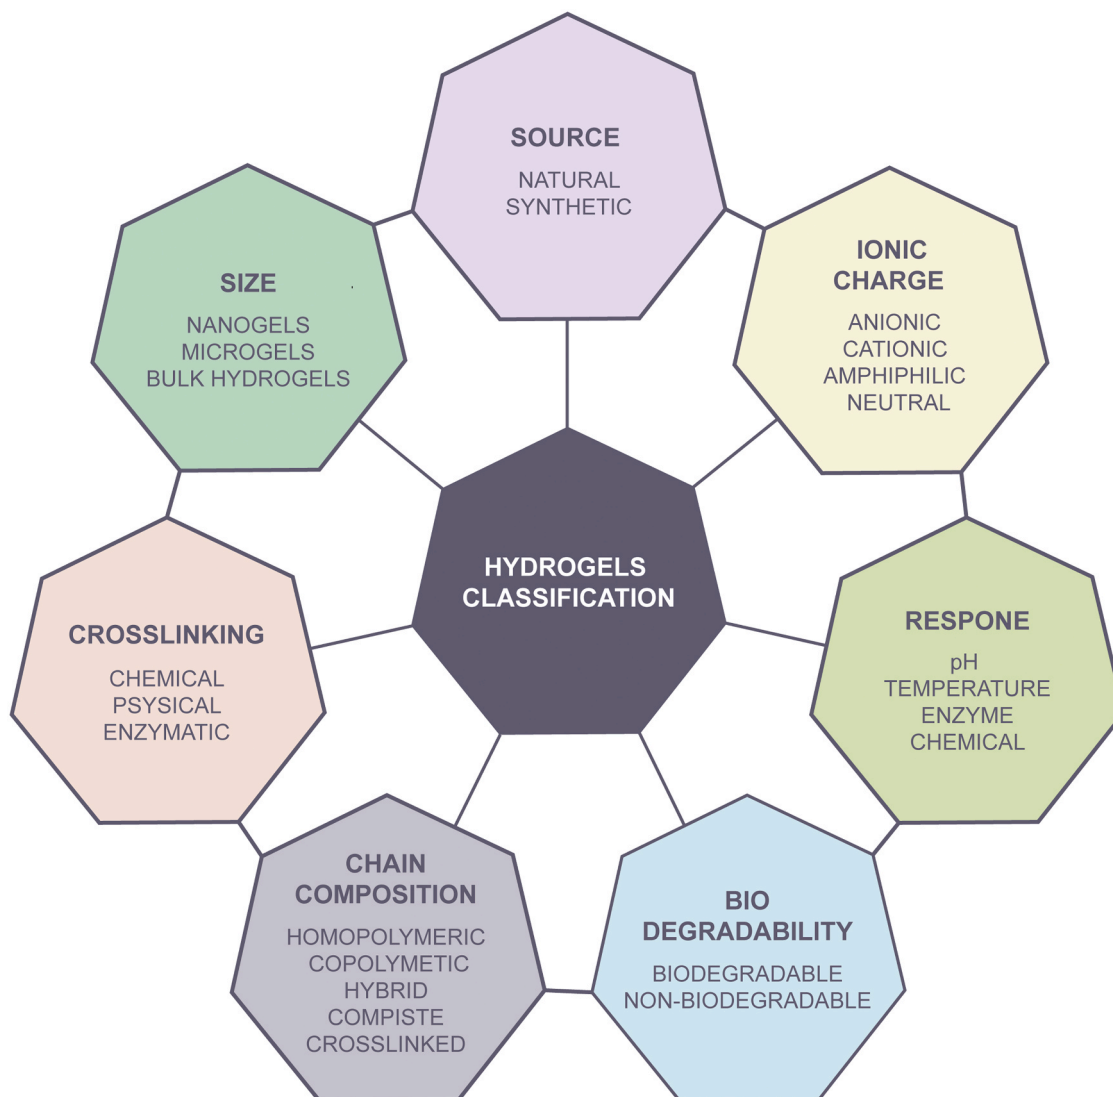 SOURCE
NATURAL
SYNTHETIC
SIZE
NANOGELS
MICROGELS
BULK HYDROGELS
IONIC
CHARGE
ANIONIC
CATIONIC
AMPHIPHILIC
NEUTRAL
HYDROGELS
CLASSIFICATION
CROSSLINKING
CHEMICAL
PSYSICAL
ENZYMATIC
RESPONE
pH
TEMPERATURE
ENZYME
CHEMICAL
CHAIN
COMPOSITION
HOMOPOLYMERIC
COPOLYMETIC
HYBRID
COMPISTE
CROSSLINKED
BIO
DEGRADABILITY
BIODEGRADABLE
NON-BIODEGRADABLE